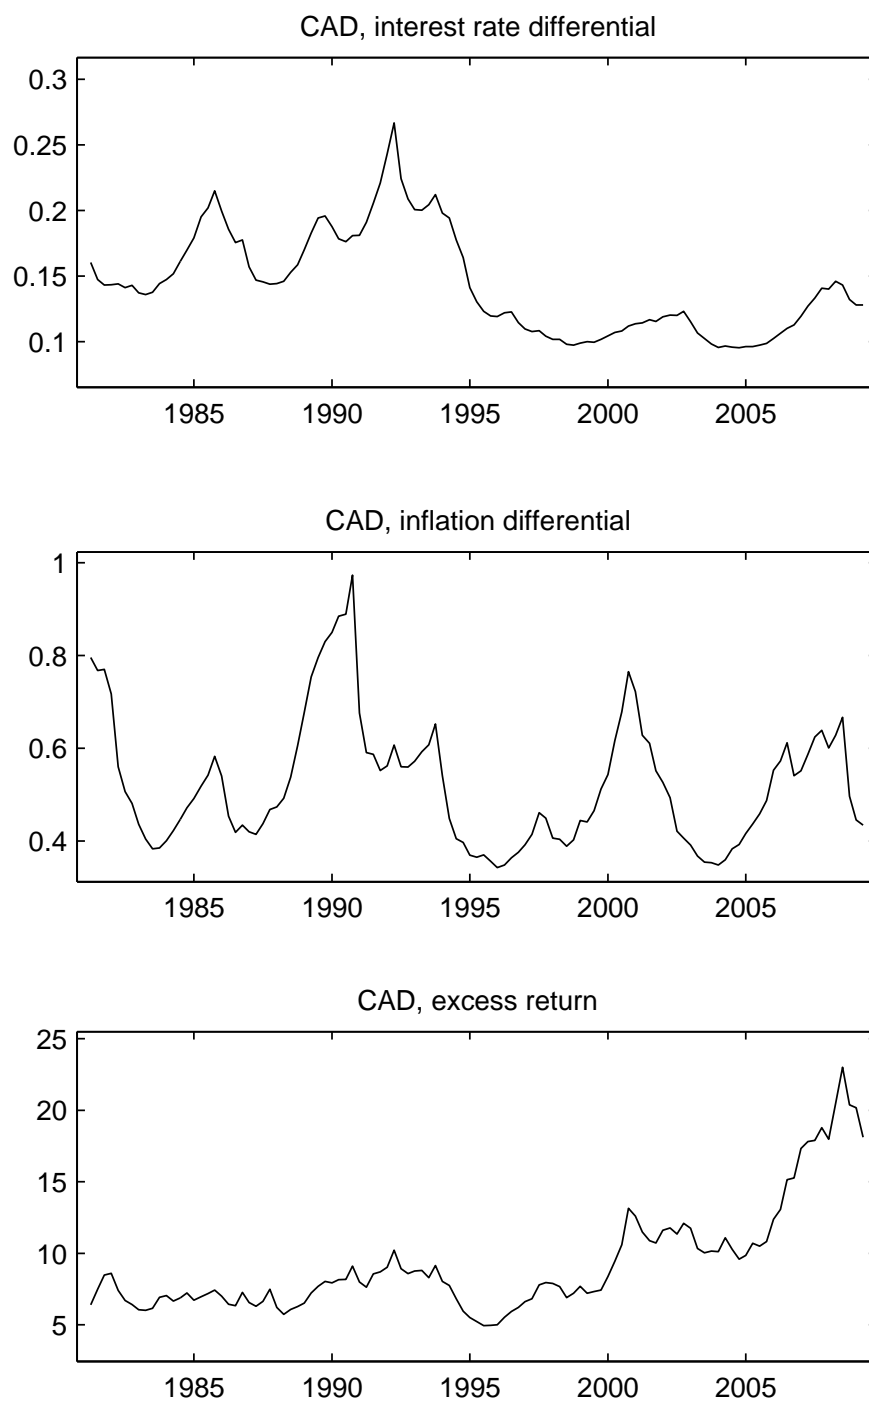 CAD, interest rate differential
0.3
0.25
0.2
0.15
0.1
1985 1990 1995 2000 2005
CAD, inflation differential
1
0.8
0.6
0.4
1985 1990 1995 2000 2005
CAD, excess return
25
20
15
10
5
1985 1990 1995 2000 2005